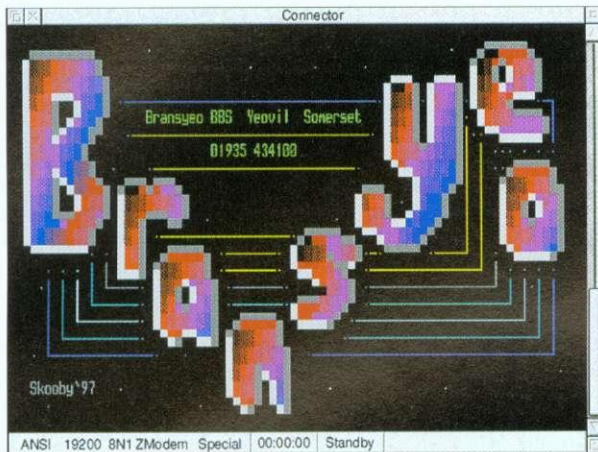 Connector
Bransyeo
Bransyeo BBS Yeovil Somerset
01935 434100
Skooby'97
ANSI 19200 8N1 ZModem Special 00:00:00 Standby